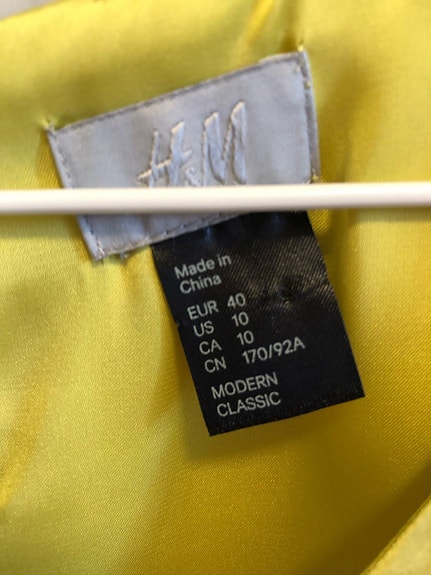 H&M
Made in
China
EUR 40
US 10
CA 10
CN 170/92A
MODERN
CLASSIC